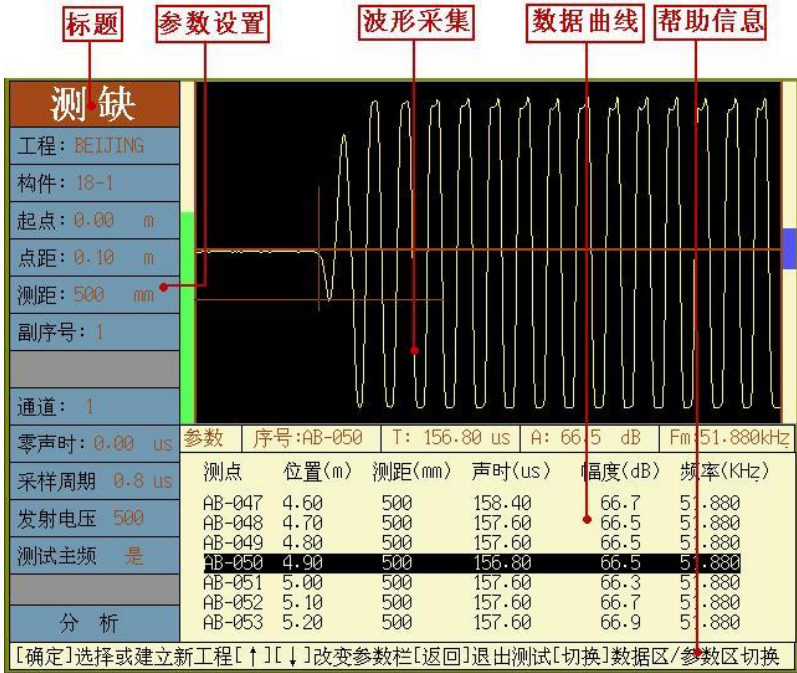 标题 参数设置 波形采集 数据曲线 帮助信息
测缺
工程: BEIJING
构件: 18-1
起点: 0.00 m
点距: 0.10 m
测距: 500 mm
副序号: 1
通道: 1
零声时: 0.00 us
采样周期 0.8 us
发射电压 500
测试主频 是
分 析
参数 序号:AB-050 T: 156.80 us A: 66.5 dB Fm:51.880kHz
测点 位置(m) 测距(mm) 声时(us) 幅度(dB) 频率(KHz)
AB-047 4.60 500 158.40 66.7 51.880
AB-048 4.70 500 157.60 66.5 51.880
AB-049 4.80 500 157.60 66.5 51.880
AB-050 4.90 500 156.80 66.5 51.880
AB-051 5.00 500 157.60 66.3 51.880
AB-052 5.10 500 157.60 66.7 51.880
AB-053 5.20 500 157.60 66.9 51.880
[确定]选择或建立新工程[↑][↓]改变参数栏[返回]退出测试[切换]数据区/参数区切换